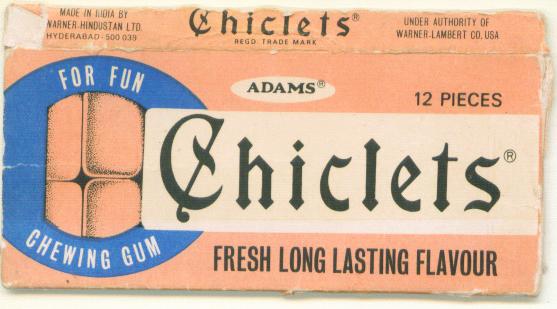 MADE IN INDIA BY
WARNER-HINDUSTAN LTD.
HYDERABAD-500 039
Chiclets®
REGD TRADE MARK
UNDER AUTHORITY OF
WARNER-LAMBERT CO. USA
FOR FUN
ADAMS®
12 PIECES
Chiclets®
CHEWING GUM
FRESH LONG LASTING FLAVOUR